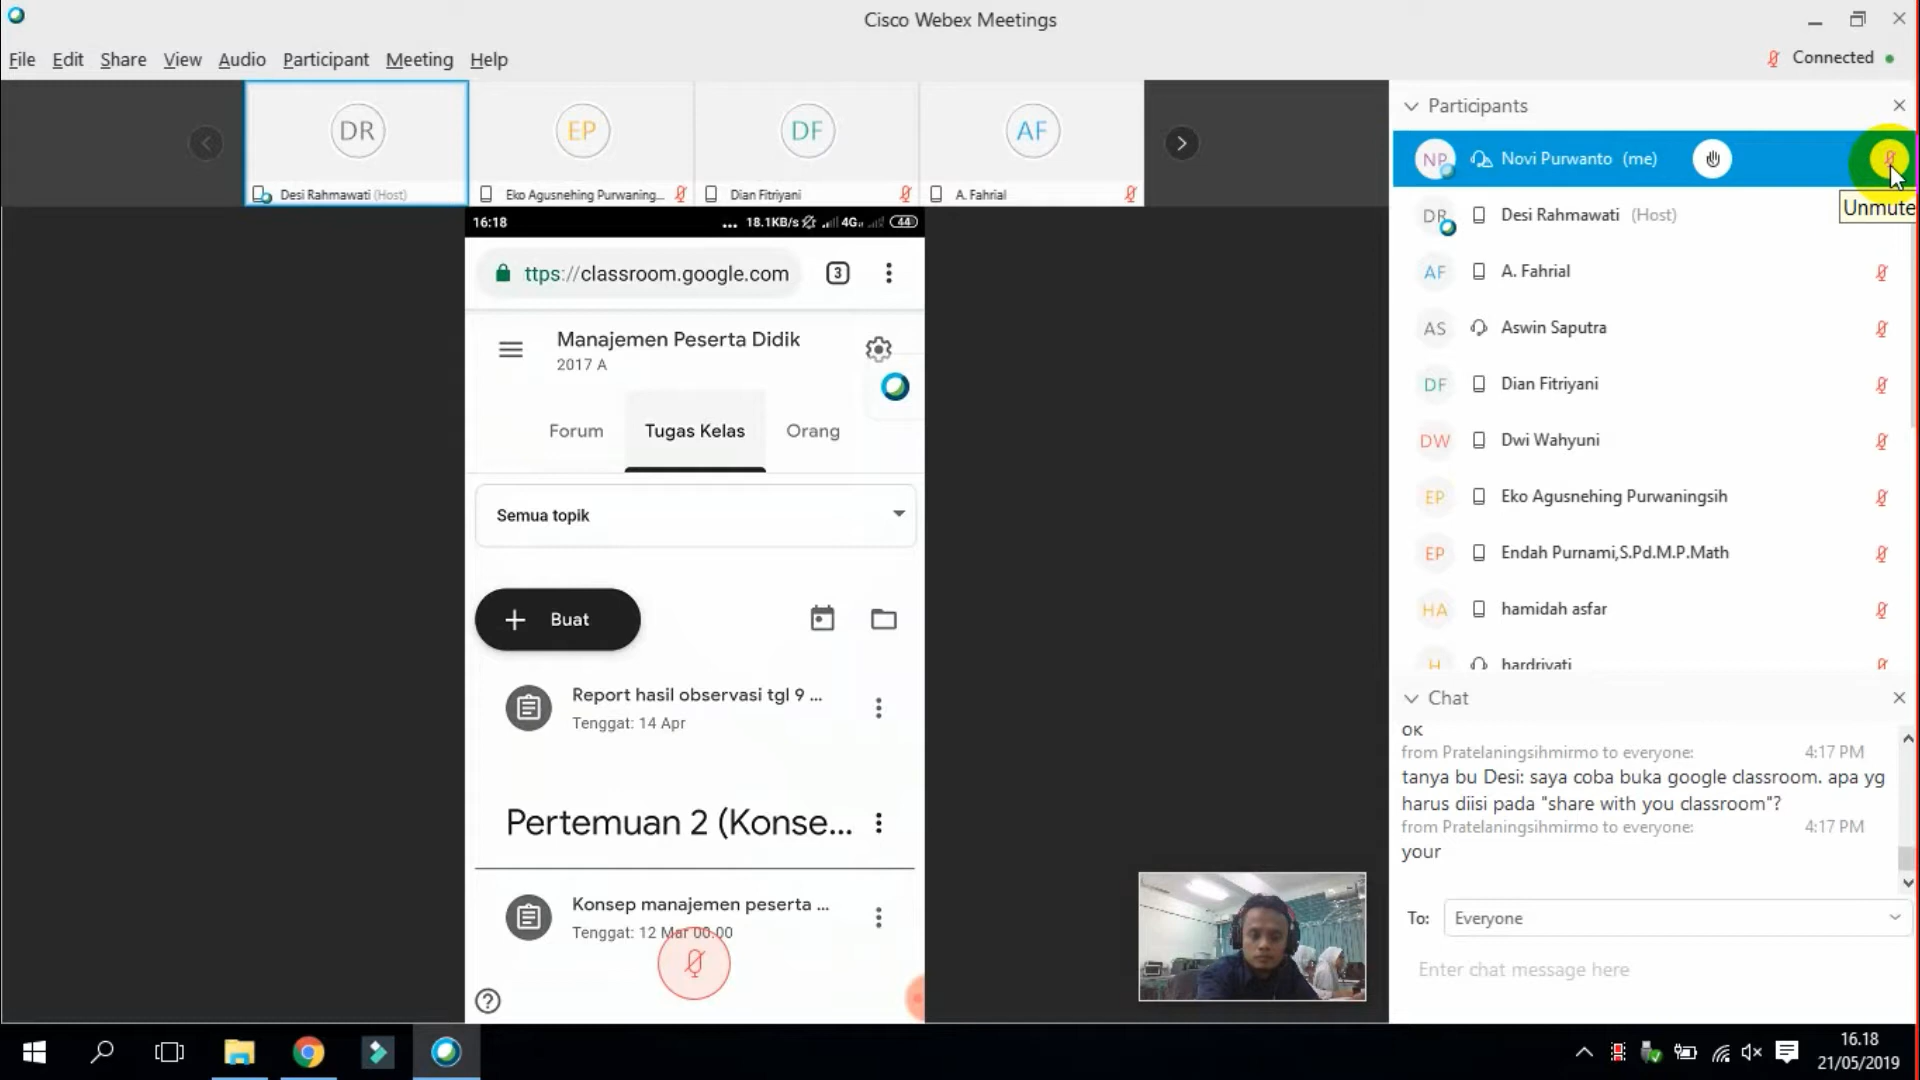 Cisco Webex Meetings
File Edit Share View Audio Participant Meeting Help
Connected
DR
Desi Rahmawati (Host)
EP
Eko Agusnehing Purwaning...
DF
Dian Fitriyani
AF
A. Fahrial
16:18
... 18.1KB/s 4G 44
ttps://classroom.google.com
3
Manajemen Peserta Didik
2017 A
Forum Tugas Kelas Orang
Semua topik
+ Buat
Report hasil observasi tgl 9 ...
Tenggat: 14 Apr
Pertemuan 2 (Konse...
Konsep manajemen peserta ...
Tenggat: 12 Mar 00.00
Participants
NP Novi Purwanto (me)
Unmute
DR Desi Rahmawati (Host)
AF A. Fahrial
AS Aswin Saputra
DF Dian Fitriyani
DW Dwi Wahyuni
EP Eko Agusnehing Purwaningsih
EP Endah Purnami,S.Pd.M.P.Math
HA hamidah asfar
H hardriyati
Chat
OK
from Pratelaningsihmirmo to everyone: 4:17 PM
tanya bu Desi: saya coba buka google classroom. apa yg
harus diisi pada "share with you classroom"?
from Pratelaningsihmirmo to everyone: 4:17 PM
your
To: Everyone
Enter chat message here
16.18
21/05/2019